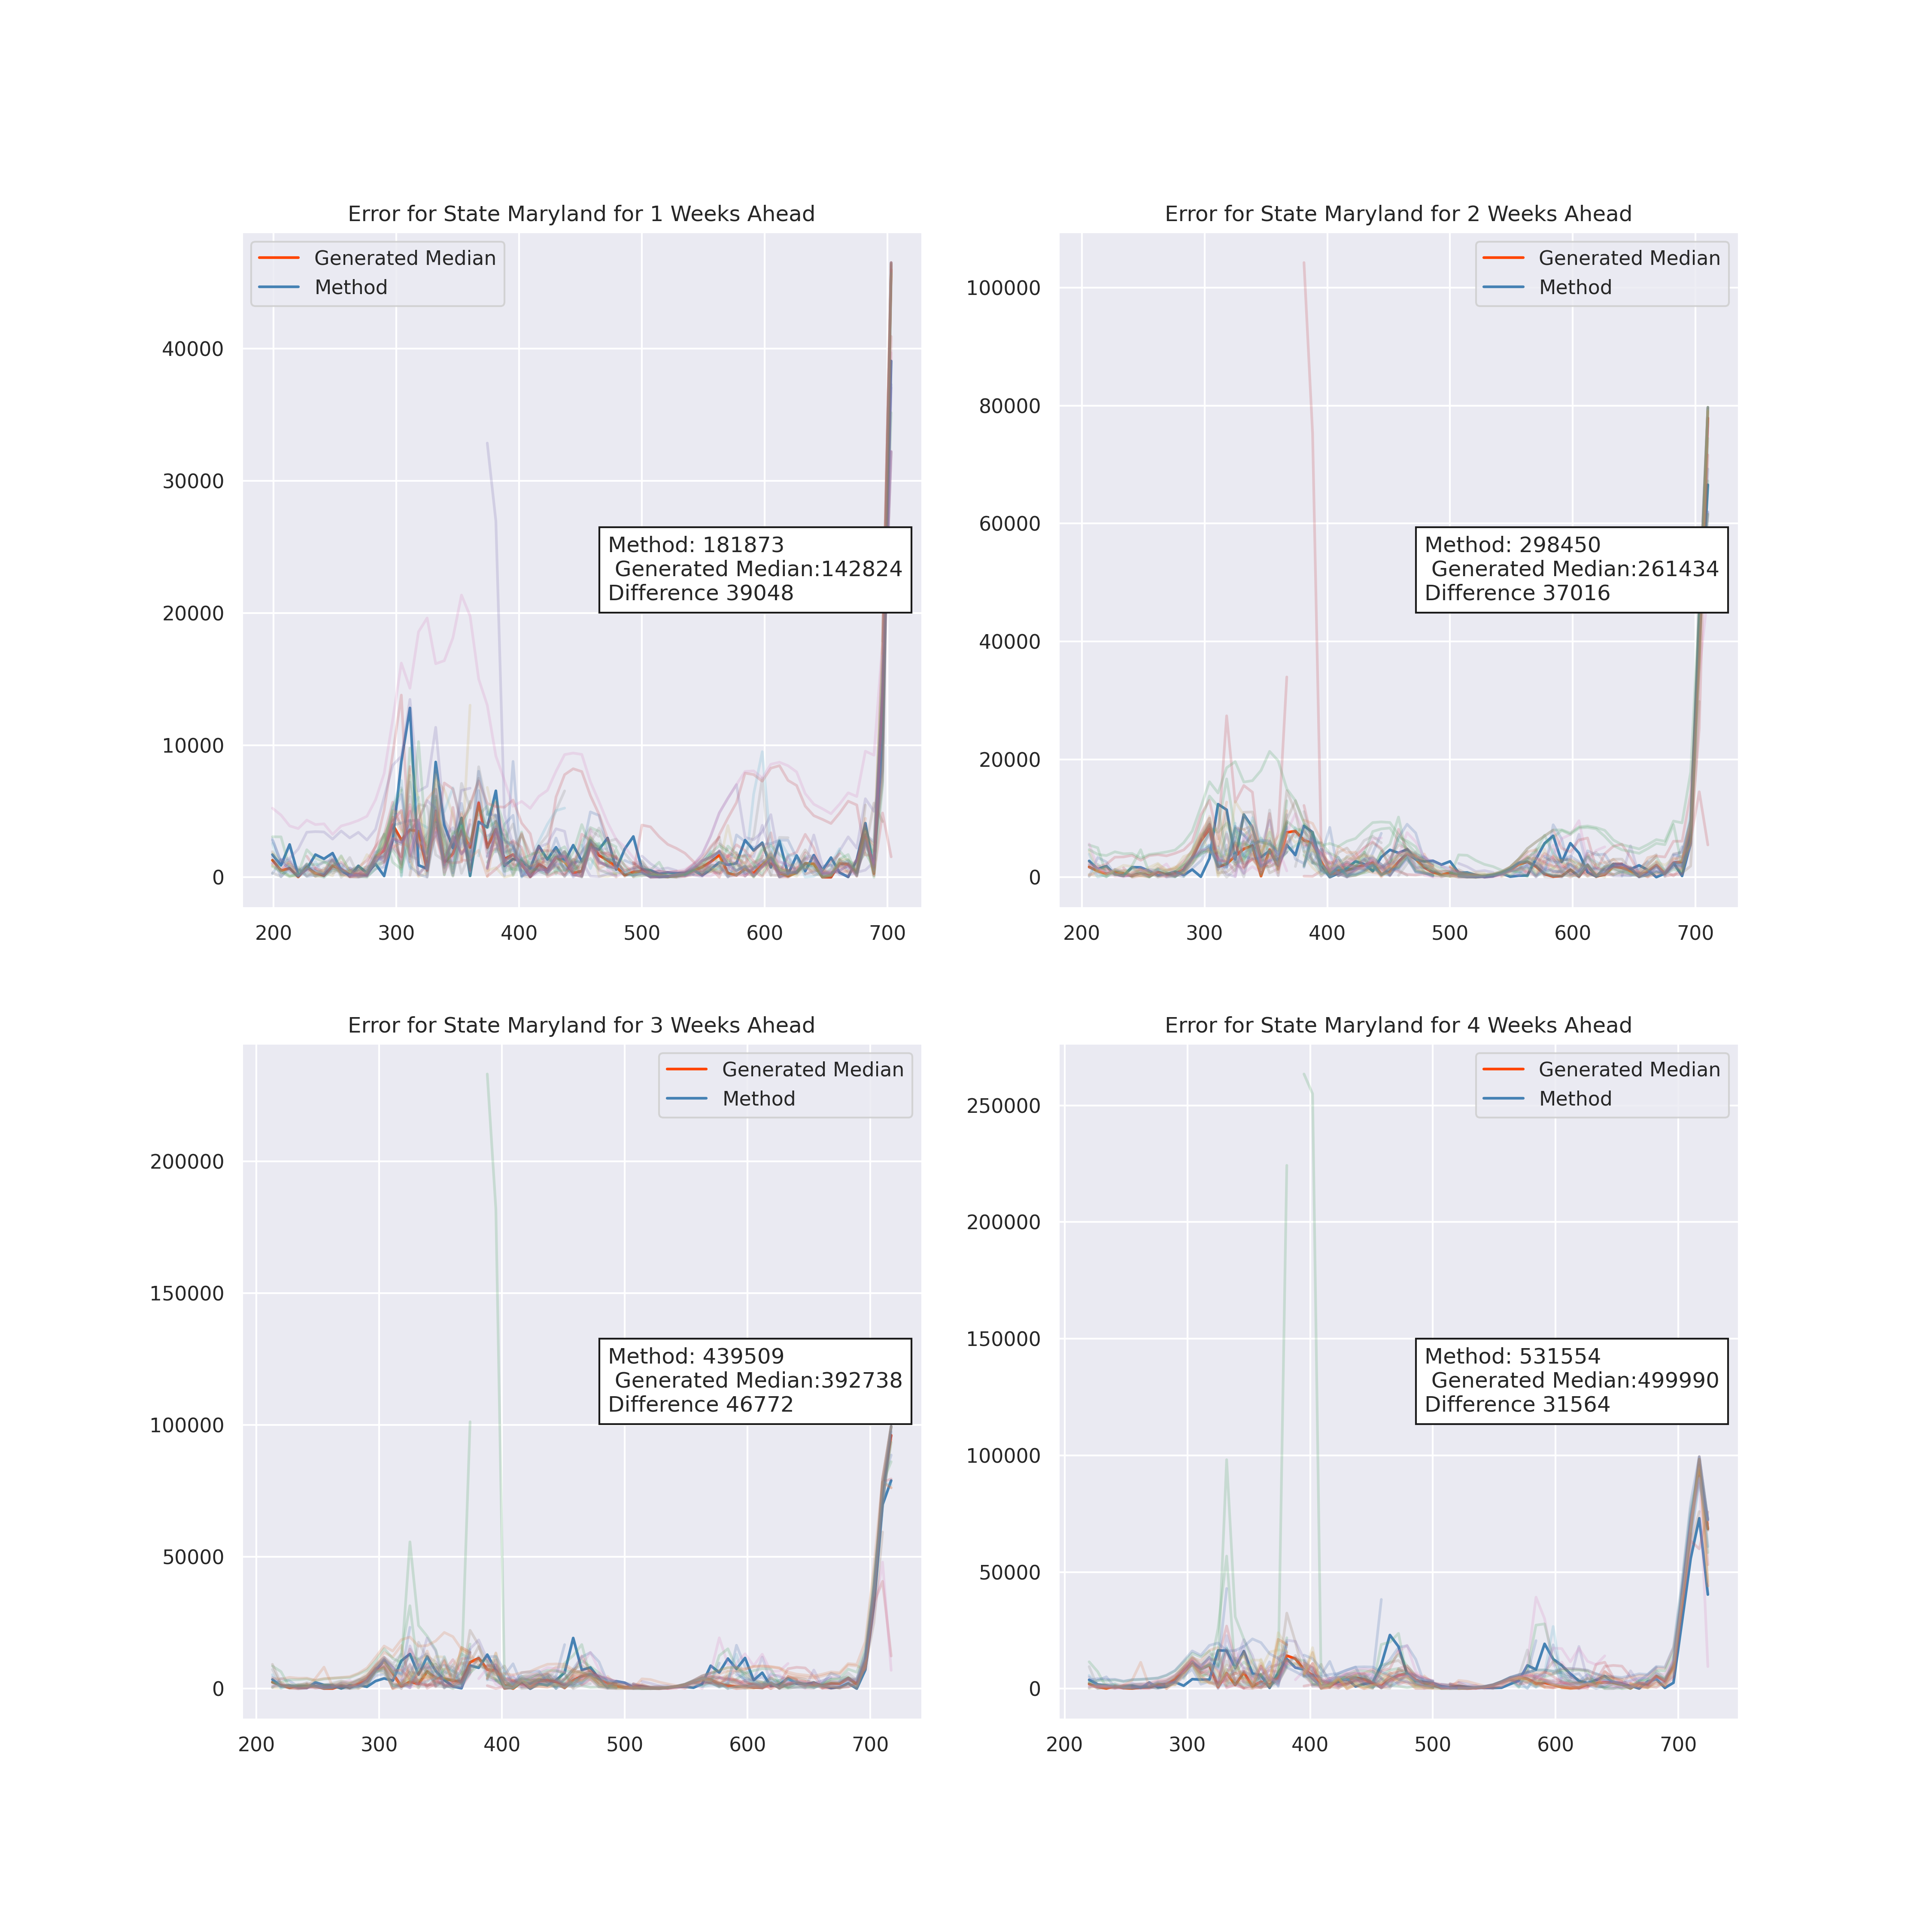 Error for State Maryland for 1 Weeks Ahead
Generated Median
Method
40000
30000
20000
10000
0
200 300 400 500 600 700
Method: 181873
Generated Median:142824
Difference 39048
Error for State Maryland for 2 Weeks Ahead
Generated Median
Method
100000
80000
60000
40000
20000
0
200 300 400 500 600 700
Method: 298450
Generated Median:261434
Difference 37016
Error for State Maryland for 3 Weeks Ahead
Generated Median
Method
200000
150000
100000
50000
0
200 300 400 500 600 700
Method: 439509
Generated Median:392738
Difference 46772
Error for State Maryland for 4 Weeks Ahead
Generated Median
Method
250000
200000
150000
100000
50000
0
200 300 400 500 600 700
Method: 531554
Generated Median:499990
Difference 31564